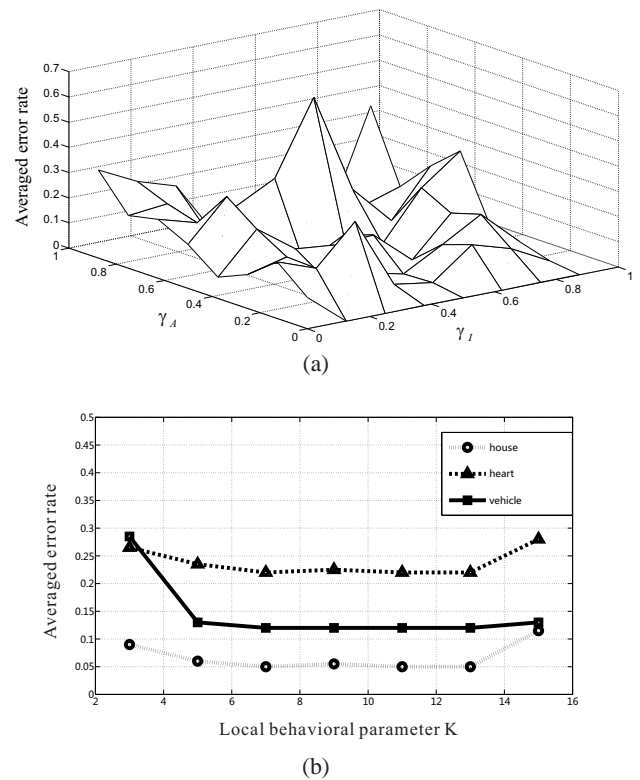 0.7
0.6
0.5
0.4
0.3
0.2
0.1
0
Averaged error rate
1
0.8
0.6
0.4
0.2
0
γ A
0
0.2
0.4
0.6
0.8
1
γ I
(a)
0.5
0.45
0.4
0.35
0.3
0.25
0.2
0.15
0.1
0.05
0
Averaged error rate
house
heart
vehicle
2 4 6 8 10 12 14 16
Local behavioral parameter K
(b)